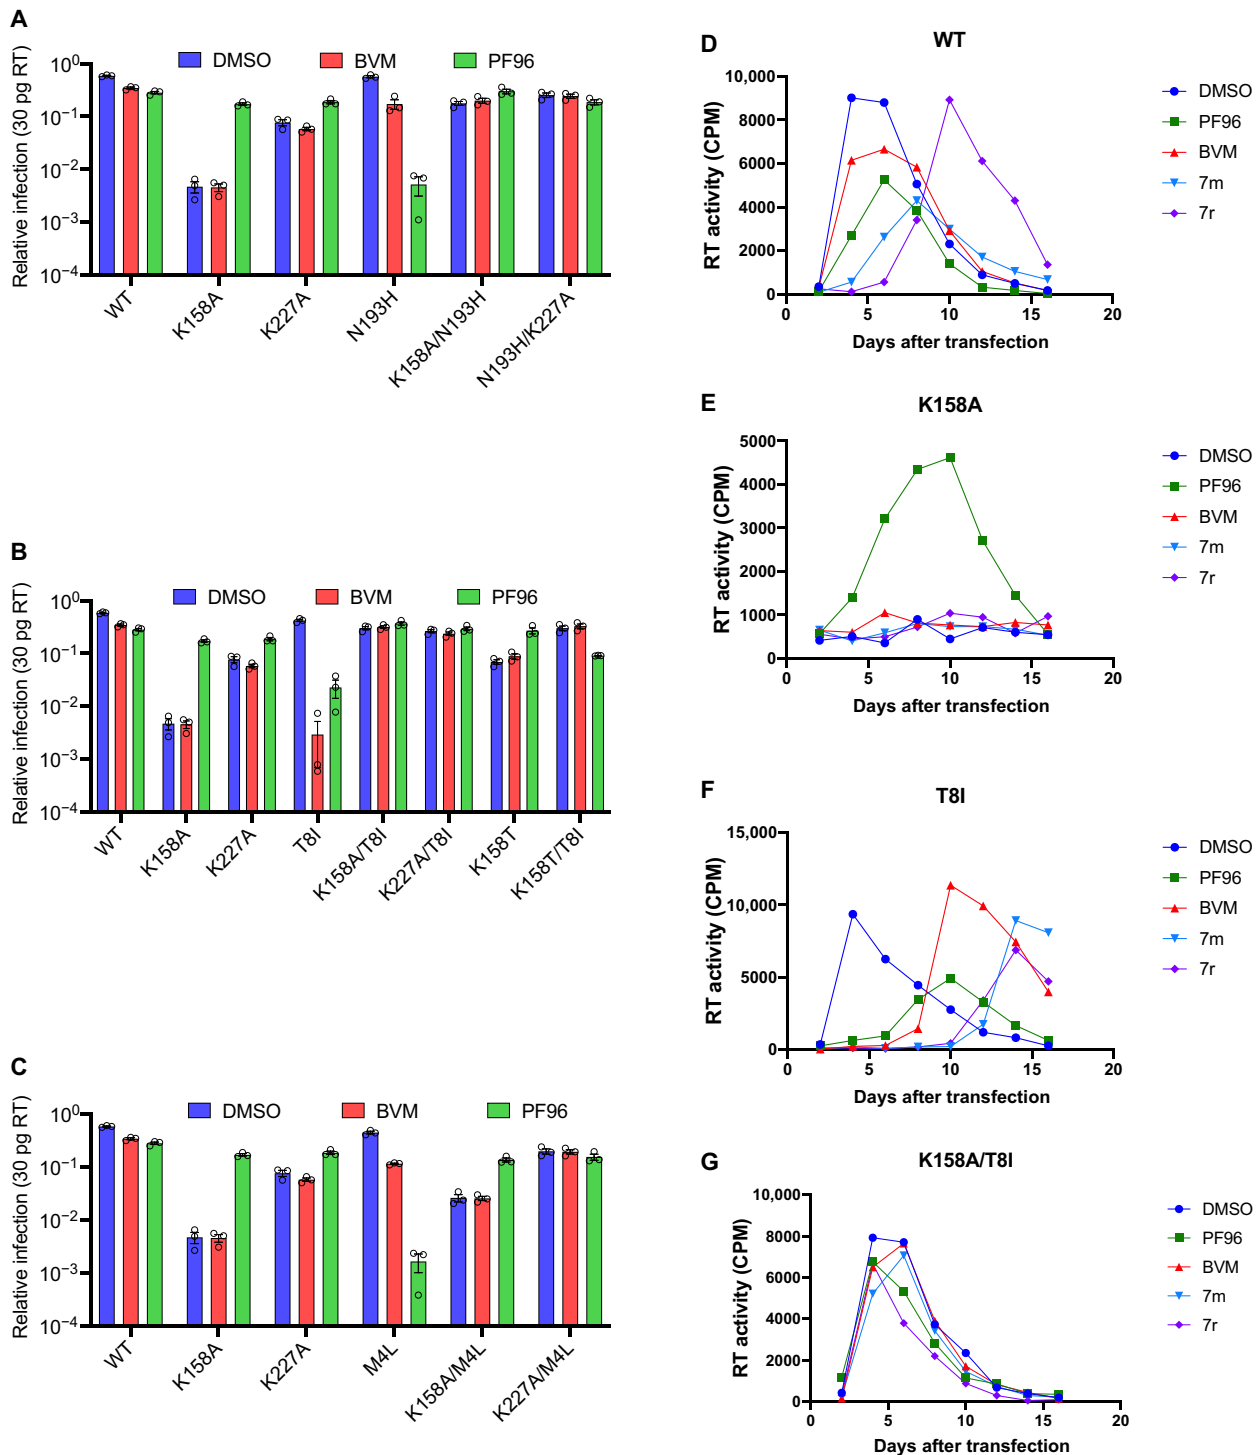 A
DMSO BVM PF96
Relative infection (30 pg RT)
10⁰
10⁻¹
10⁻²
10⁻³
10⁻⁴
WT K158A K227A N193H K158A/N193H N193H/K227A
B
DMSO BVM PF96
Relative infection (30 pg RT)
10⁰
10⁻¹
10⁻²
10⁻³
10⁻⁴
WT K158A K227A T8I K158A/T8I K227A/T8I K158T K158T/T8I
C
DMSO BVM PF96
Relative infection (30 pg RT)
10⁰
10⁻¹
10⁻²
10⁻³
10⁻⁴
WT K158A K227A M4L K158A/M4L K227A/M4L
D
WT
RT activity (CPM)
10,000
8000
6000
4000
2000
0
0 5 10 15 20
Days after transfection
DMSO
PF96
BVM
7m
7r
E
K158A
RT activity (CPM)
5000
4000
3000
2000
1000
0
0 5 10 15 20
Days after transfection
DMSO
PF96
BVM
7m
7r
F
T8I
RT activity (CPM)
15,000
10,000
5000
0
0 5 10 15 20
Days after transfection
DMSO
PF96
BVM
7m
7r
G
K158A/T8I
RT activity (CPM)
10,000
8000
6000
4000
2000
0
0 5 10 15 20
Days after transfection
DMSO
PF96
BVM
7m
7r